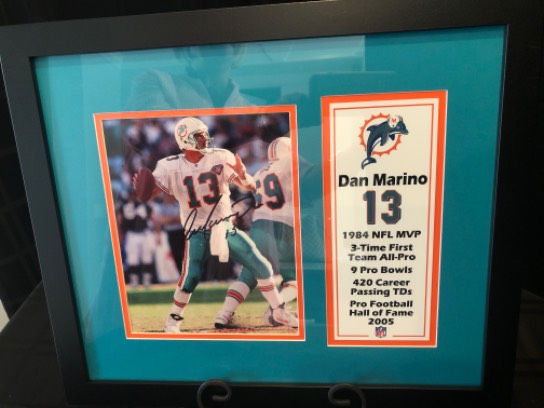 13
59
Dan Marino
13
1984 NFL MVP
3-Time First
Team All-Pro
9 Pro Bowls
420 Career
Passing TDs
Pro Football
Hall of Fame
2005